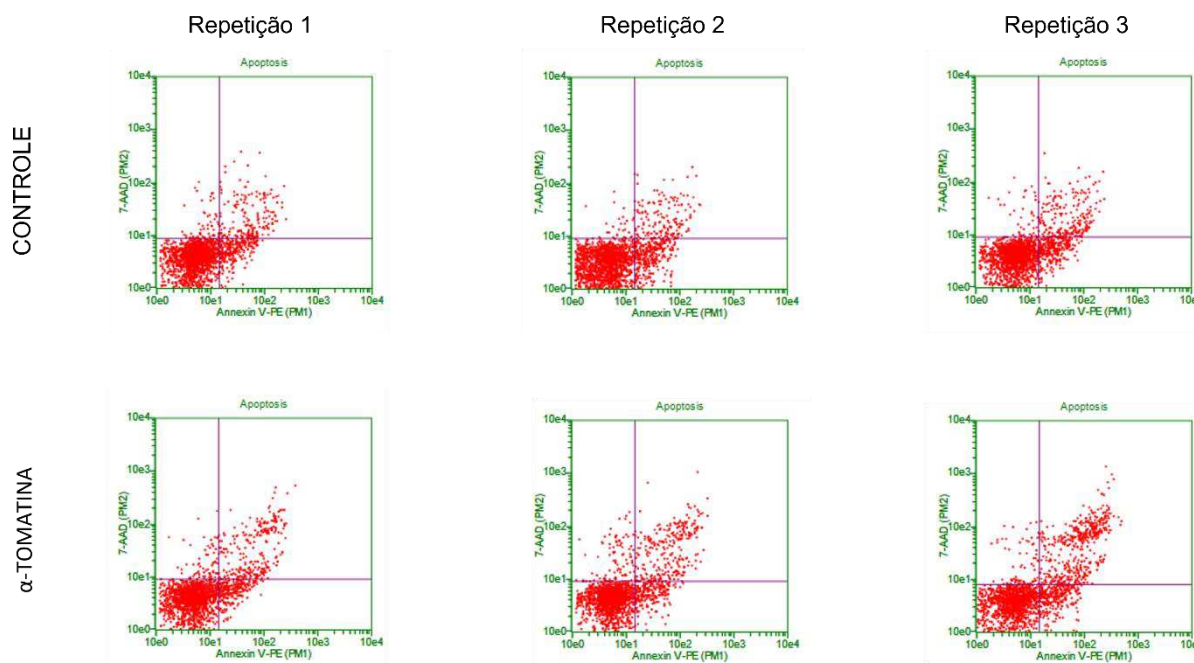 Repetição 1
Repetição 2
Repetição 3
CONTROLE
Apoptosis
10e4
10e3
10e2
10e1
10e0
7-AAD (PM2)
10e0 10e1 10e2 10e3 10e4
Annexin V-PE (PM1)
Apoptosis
10e4
10e3
10e2
10e1
10e0
7-AAD (PM2)
10e0 10e1 10e2 10e3 10e4
Annexin V-PE (PM1)
Apoptosis
10e4
10e3
10e2
10e1
10e0
7-AAD (PM2)
10e0 10e1 10e2 10e3 10e
Annexin V-PE (PM1)
α-TOMATINA
Apoptosis
10e4
10e3
10e2
10e1
10e0
7-AAD (PM2)
10e0 10e1 10e2 10e3 10e4
Annexin V-PE (PM1)
Apoptosis
10e4
10e3
10e2
10e1
10e0
7-AAD (PM2)
10e0 10e1 10e2 10e3 10e4
Annexin V-PE (PM1)
Apoptosis
10e4
10e3
10e2
10e1
10e0
7-AAD (PM2)
10e0 10e1 10e2 10e3 10e
Annexin V-PE (PM1)